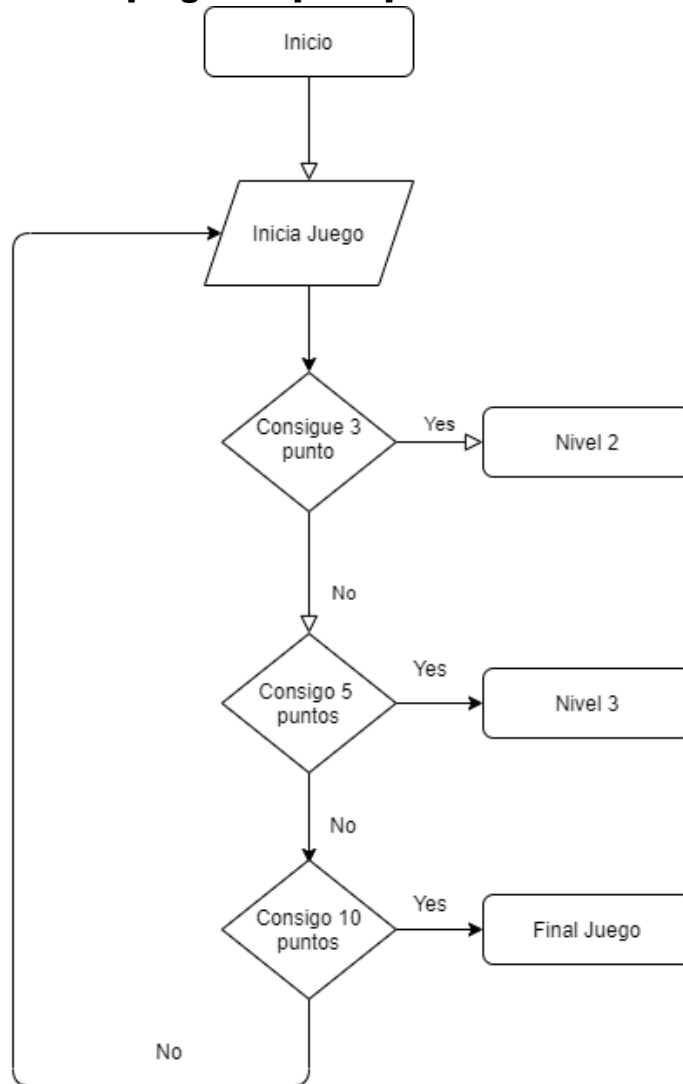 Inicio
Inicia Juego
Consigue 3
punto
Yes
Nivel 2
No
Consigo 5
puntos
Yes
Nivel 3
No
Consigo 10
puntos
Yes
Final Juego
No